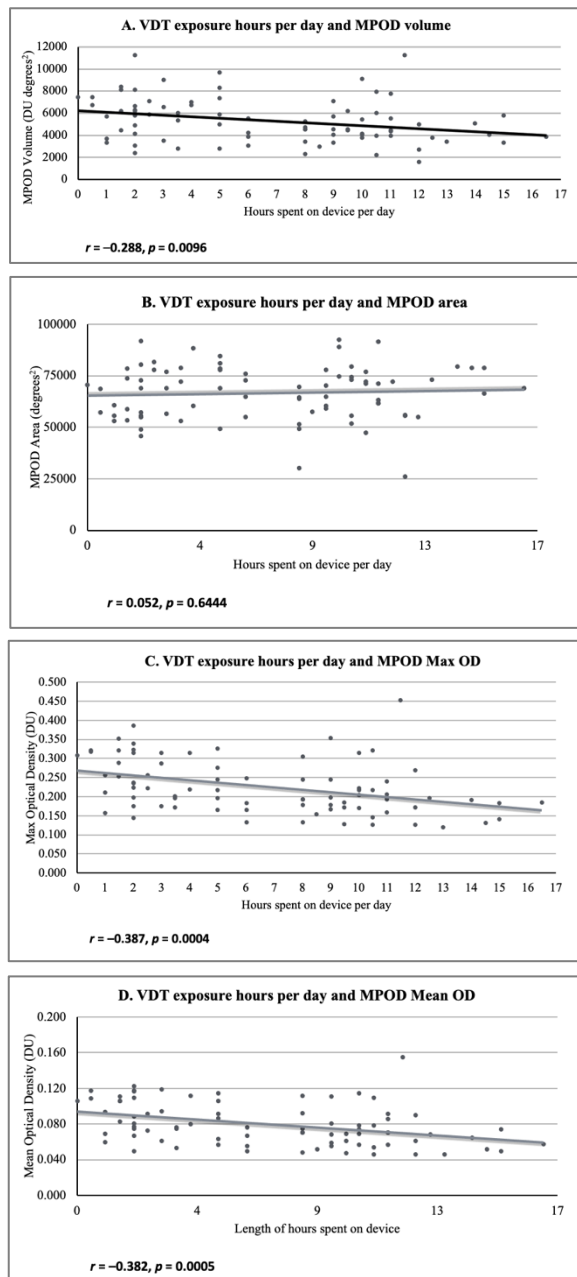 A. VDT exposure hours per day and MPOD volume
MPOD Volume (DU degrees²)
12000
10000
8000
6000
4000
2000
0
0 1 2 3 4 5 6 7 8 9 10 11 12 13 14 15 16 17
Hours spent on device per day
r = −0.288, p = 0.0096
B. VDT exposure hours per day and MPOD area
MPOD Area (degrees²)
100000
75000
50000
25000
0
0 4 9 13 17
Hours spent on device per day
r = 0.052, p = 0.6444
C. VDT exposure hours per day and MPOD Max OD
Max Optical Density (DU)
0.500
0.450
0.400
0.350
0.300
0.250
0.200
0.150
0.100
0.050
0.000
0 1 2 3 4 5 6 7 8 9 10 11 12 13 14 15 16 17
Hours spent on device per day
r = −0.387, p = 0.0004
D. VDT exposure hours per day and MPOD Mean OD
Mean Optical Density (DU)
0.200
0.160
0.120
0.080
0.040
0.000
0 4 9 13 17
Length of hours spent on device
r = −0.382, p = 0.0005